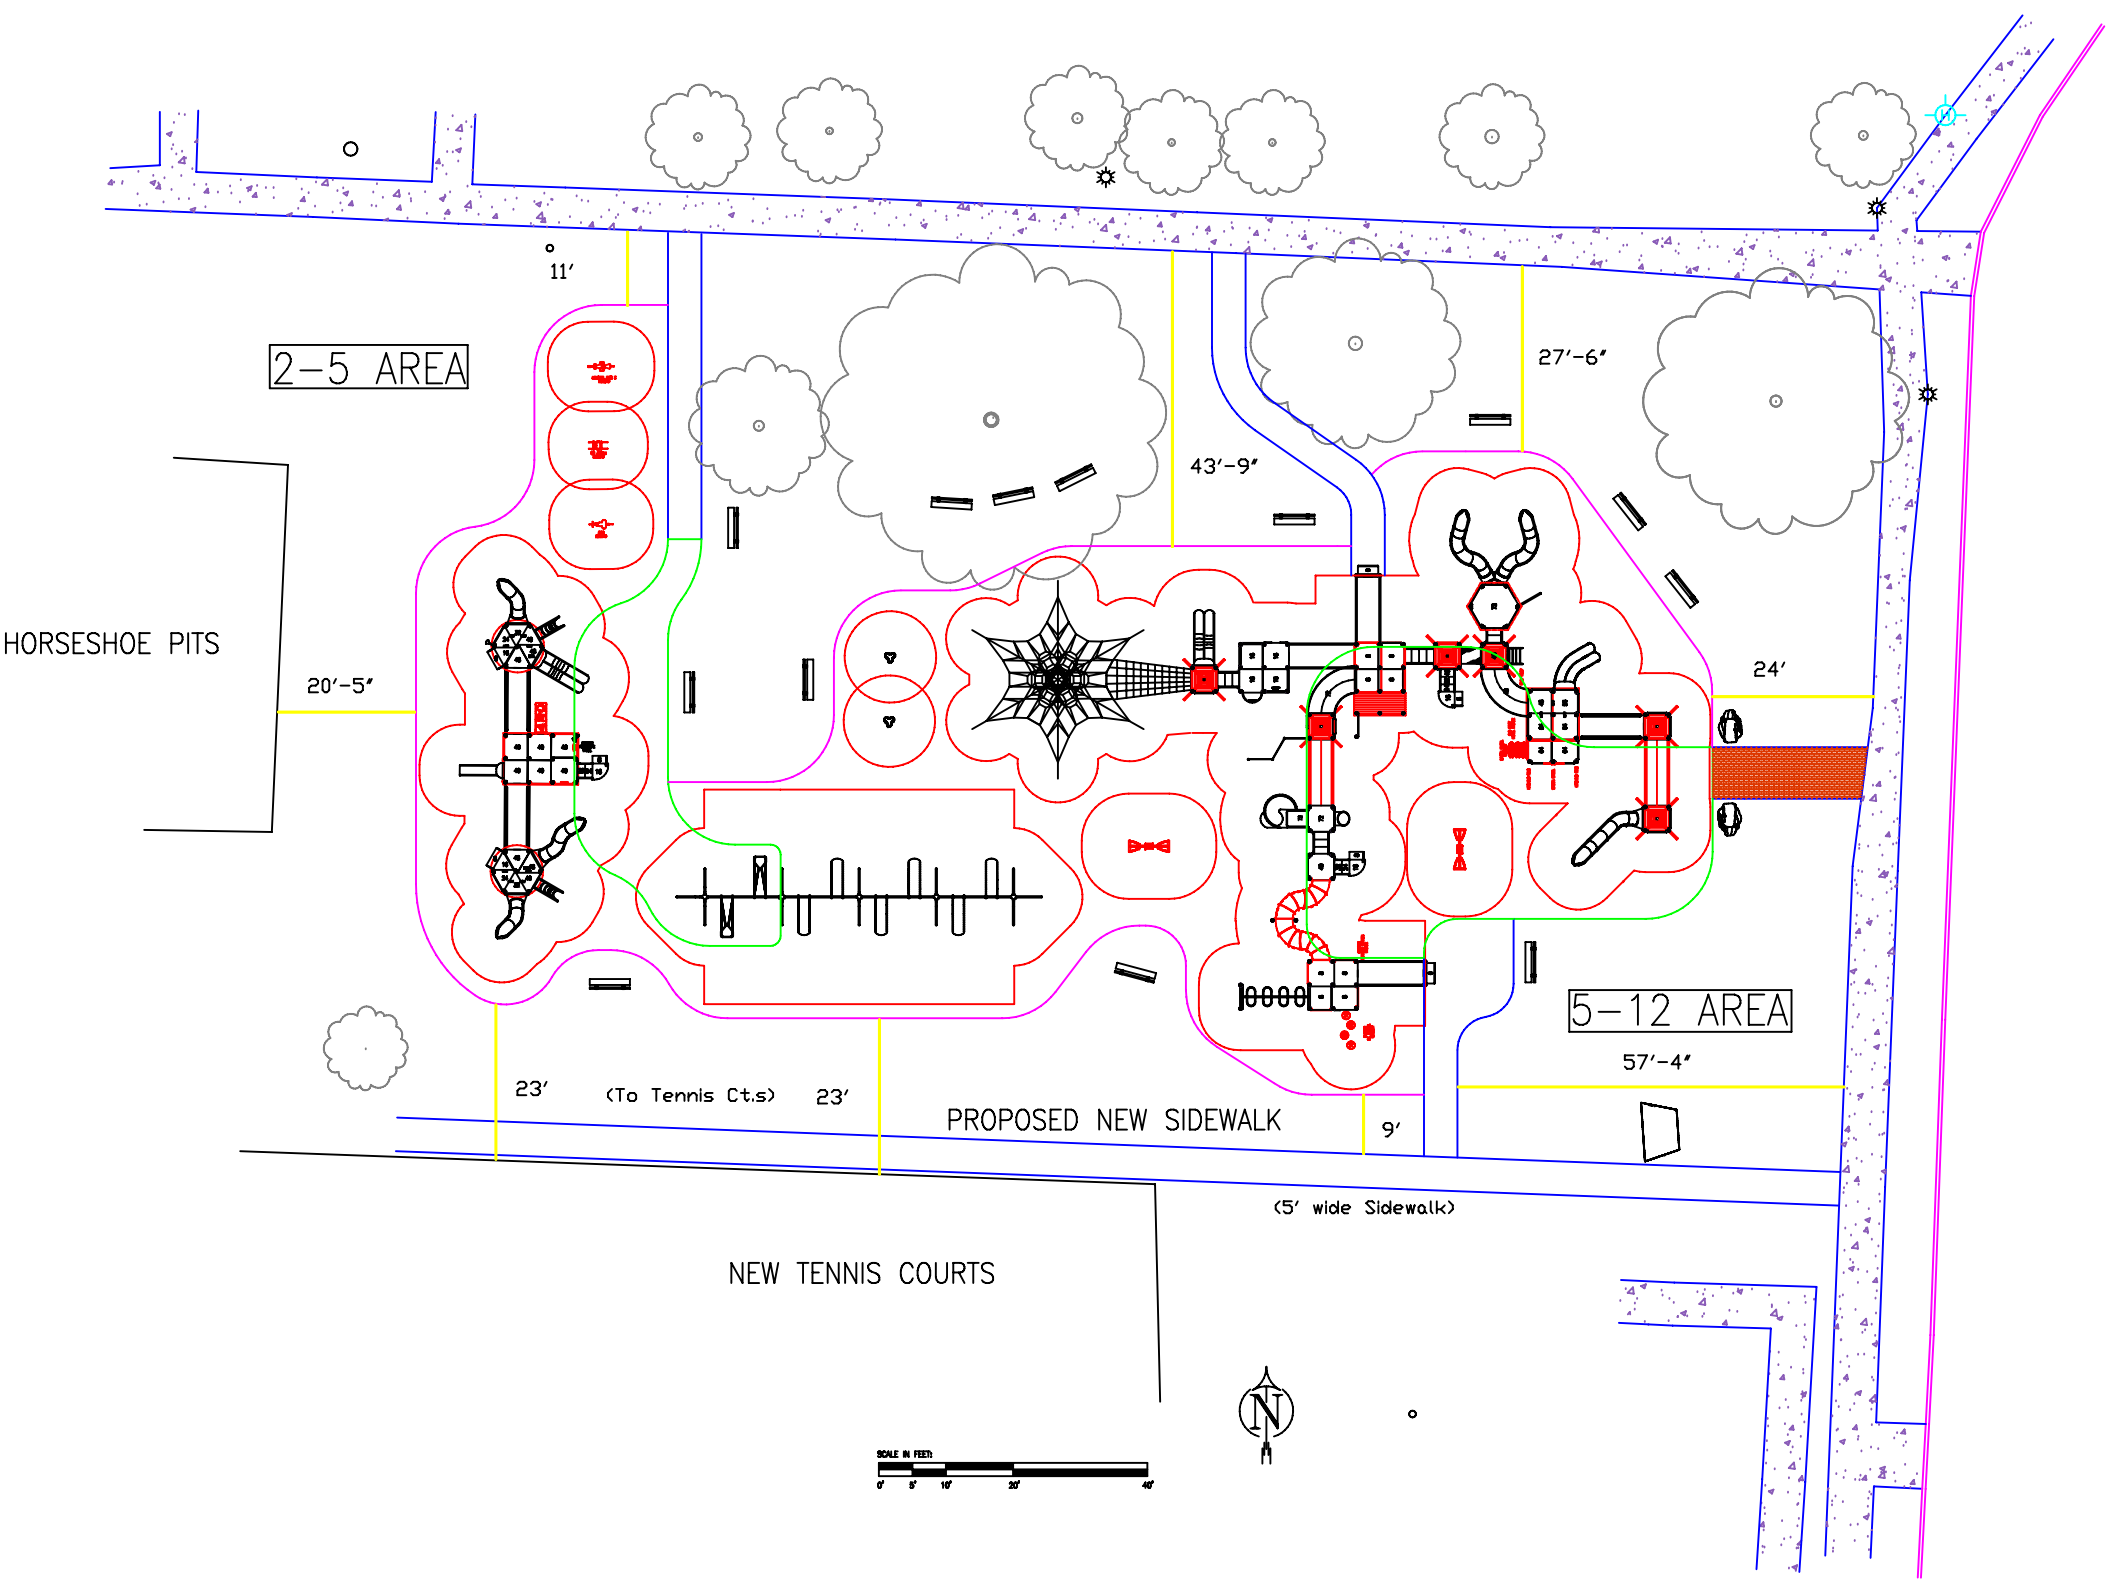 11'
2-5 AREA
27'-6"
43'-9"
HORSESHOE PITS
20'-5"
24'
5-12 AREA
57'-4"
23'
(To Tennis Ct.s)
23'
PROPOSED NEW SIDEWALK
9'
(5' wide Sidewalk)
NEW TENNIS COURTS
N
SCALE IN FEET:
0' 5' 10' 20' 40'